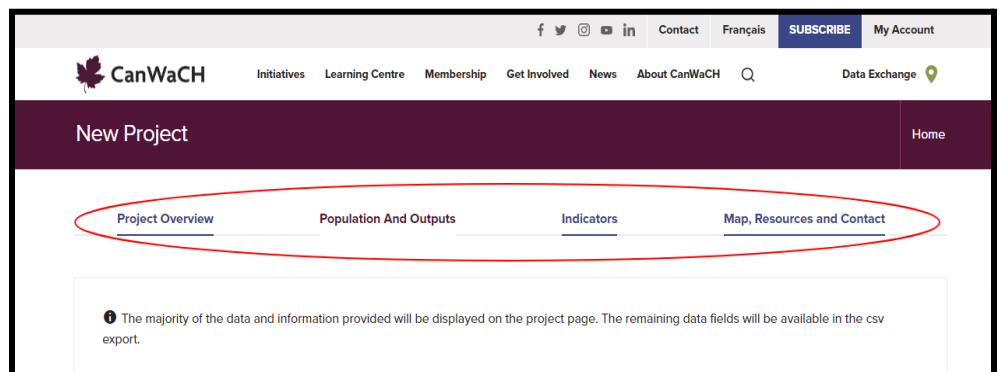 Contact Français SUBSCRIBE My Account
CanWaCH Initiatives Learning Centre Membership Get Involved News About CanWaCH Data Exchange
New Project Home
Project Overview Population And Outputs Indicators Map, Resources and Contact
The majority of the data and information provided will be displayed on the project page. The remaining data fields will be available in the csv
export.